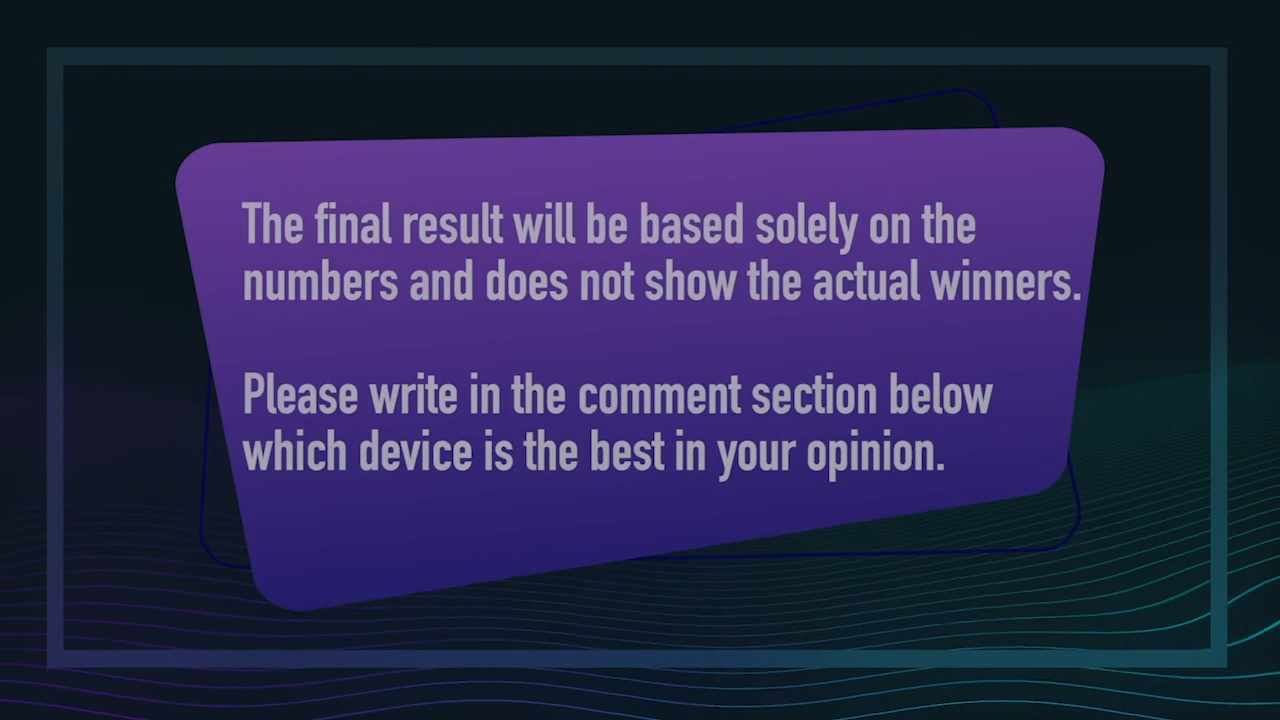 The final result will be based solely on the
numbers and does not show the actual winners.
Please write in the comment section below
which device is the best in your opinion.